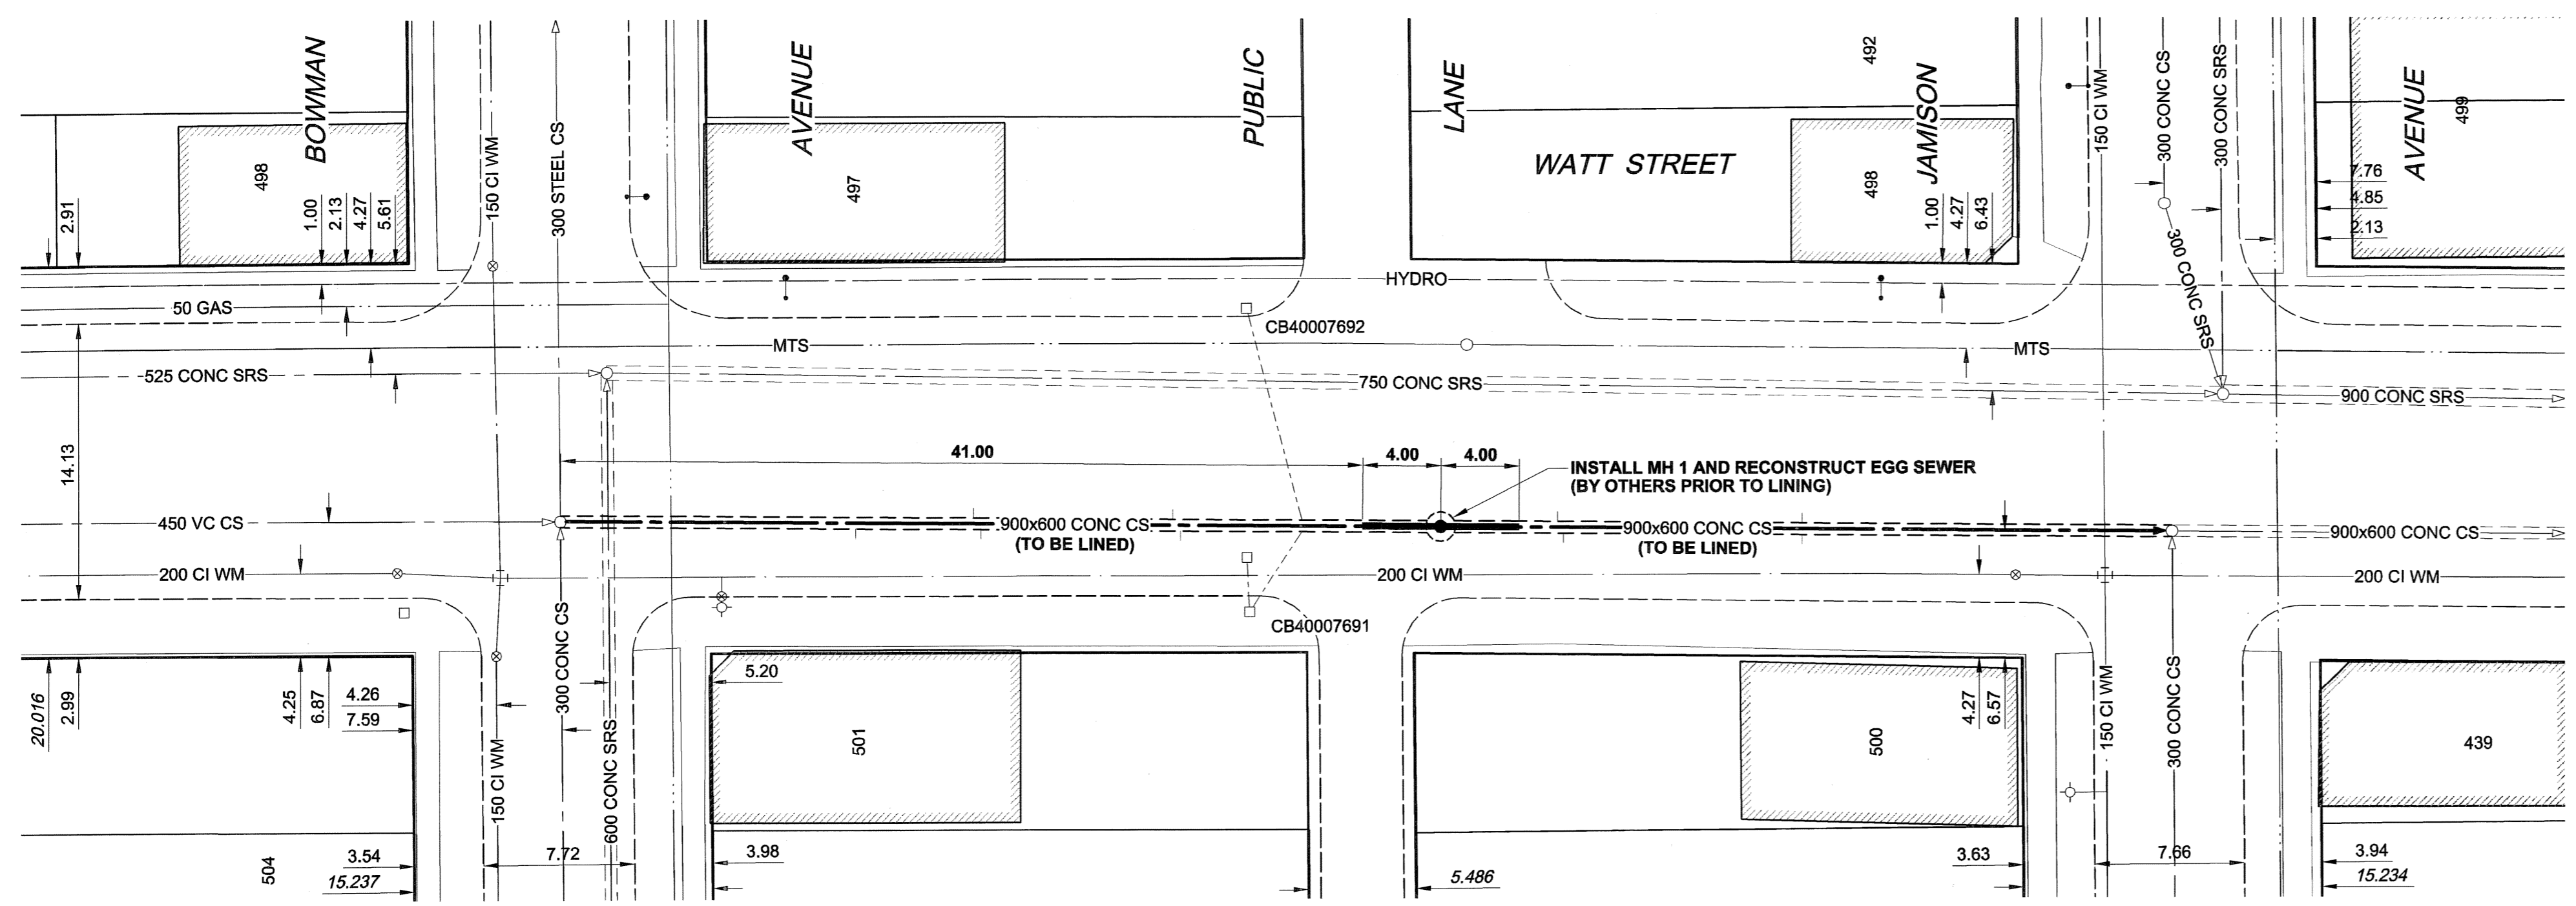 BOWMAN
AVENUE
PUBLIC
LANE
WATT STREET
JAMISON
AVENUE
498
497
492
498
499
2.91
1.00
2.13
4.27
5.61
150 CI WM
300 STEEL CS
1.00
4.27
6.43
150 CI WM
300 CONC CS
300 CONC SRS
300 CONC SRS
7.76
4.85
2.13
HYDRO
50 GAS
CB40007692
MTS
MTS
525 CONC SRS
750 CONC SRS
900 CONC SRS
14.13
41.00
4.00
4.00
INSTALL MH 1 AND RECONSTRUCT EGG SEWER
(BY OTHERS PRIOR TO LINING)
450 VC CS
900x600 CONC CS
(TO BE LINED)
900x600 CONC CS
(TO BE LINED)
900x600 CONC CS
200 CI WM
200 CI WM
200 CI WM
CB40007691
20.016
2.99
4.25
6.87
4.26
7.59
150 CI WM
300 CONC CS
600 CONC SRS
5.20
501
500
4.27
6.57
150 CI WM
300 CONC CS
439
504
3.54
15.237
7.72
3.98
5.486
3.63
7.66
3.94
15.234